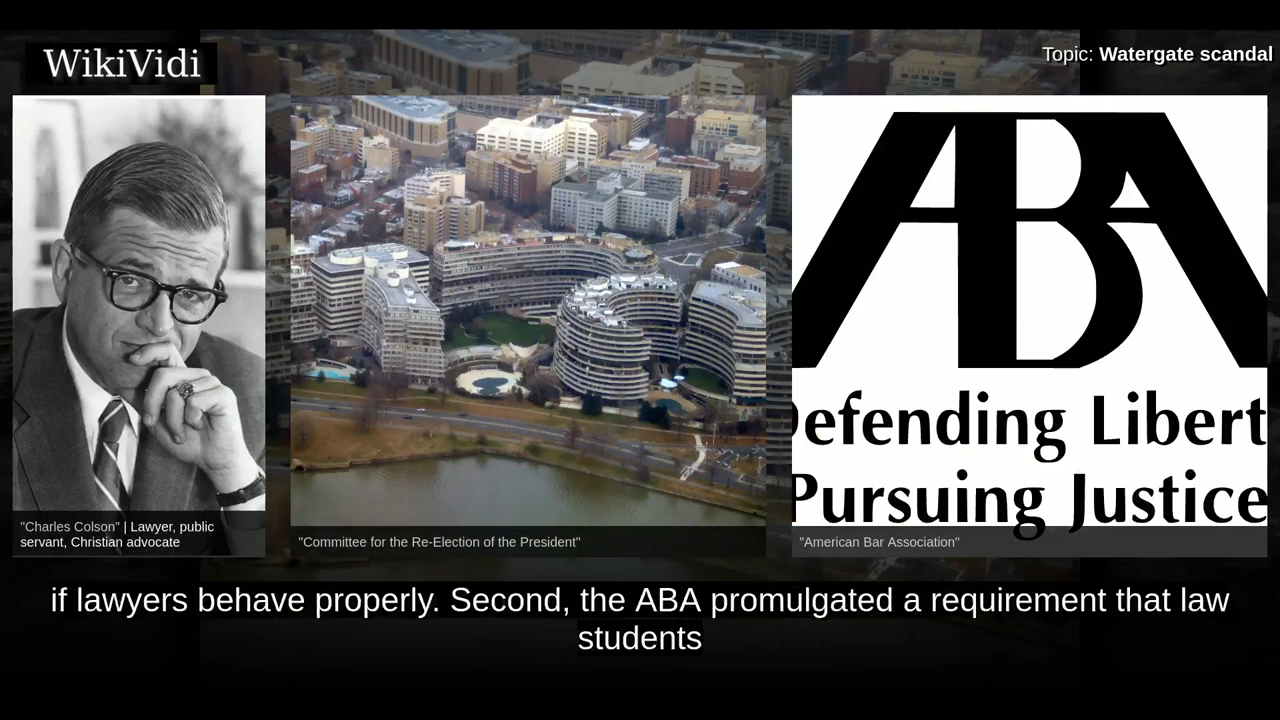 WikiVidi
Topic: Watergate scandal
ABA
Defending Libert
Pursuing Justice
"Charles Colson" | Lawyer, public
servant, Christian advocate
"Committee for the Re-Election of the President"
"American Bar Association"
if lawyers behave properly. Second, the ABA promulgated a requirement that law
students